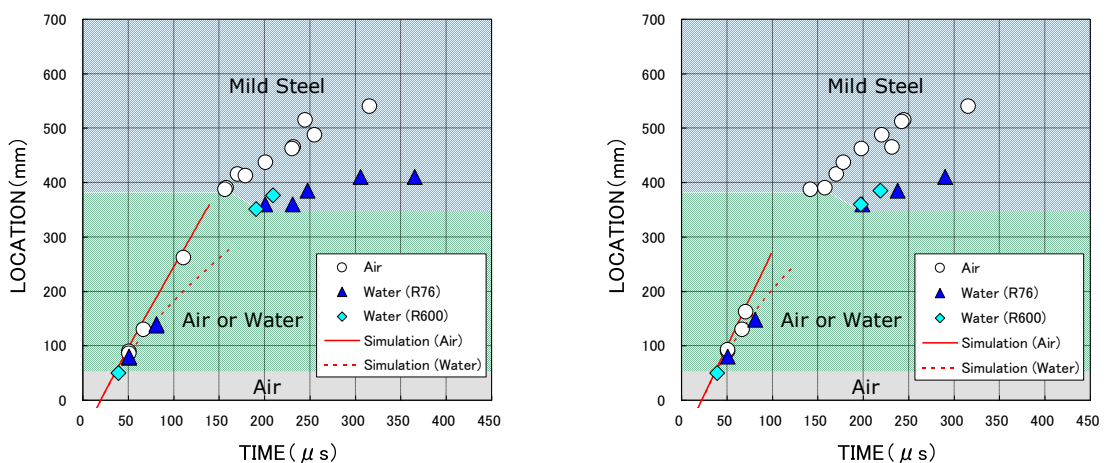 700
600
500
400
300
200
100
0
LOCATION(mm)
0 50 100 150 200 250 300 350 400 450
TIME(μs)
Mild Steel
Air or Water
Air
Air
Water (R76)
Water (R600)
Simulation (Air)
Simulation (Water)
700
600
500
400
300
200
100
0
LOCATION(mm)
0 50 100 150 200 250 300 350 400 450
TIME(μs)
Mild Steel
Air or Water
Air
Air
Water (R76)
Water (R600)
Simulation (Air)
Simulation (Water)